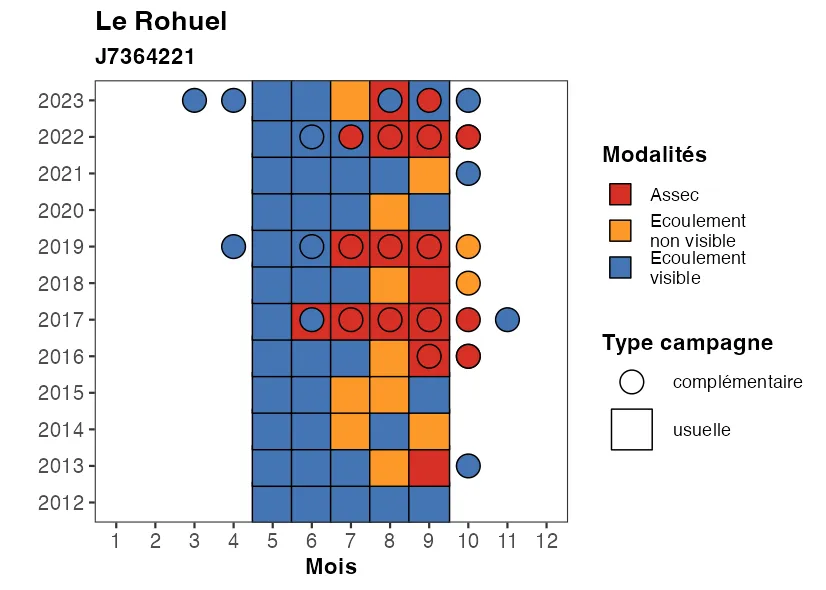 Le Rohuel
J7364221
2023
2022
2021
2020
2019
2018
2017
2016
2015
2014
2013
2012
1 2 3 4 5 6 7 8 9 10 11 12
Mois
Modalités
Assec
Ecoulement
non visible
Ecoulement
visible
Type campagne
complémentaire
usuelle